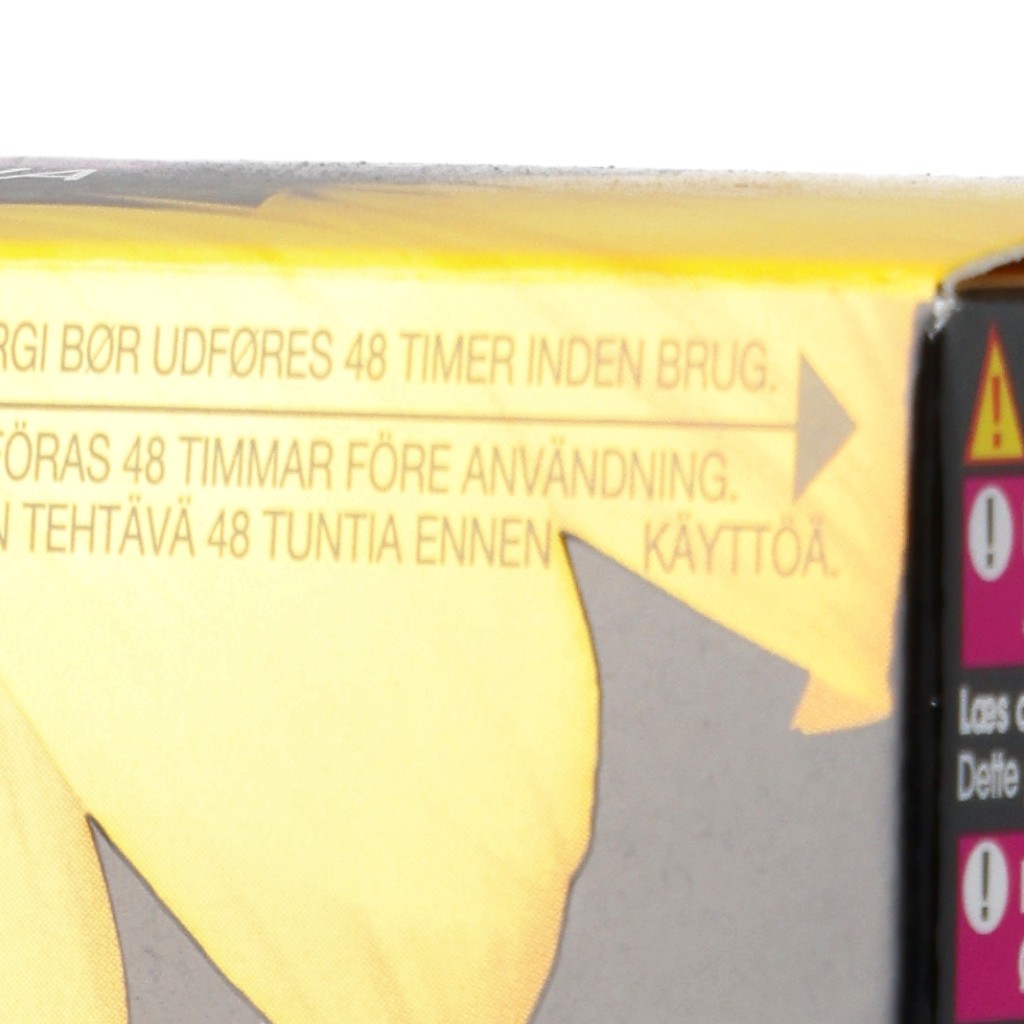 RGI BØR UDFØRES 48 TIMER INDEN BRUG.
FÖRAS 48 TIMMAR FÖRE ANVÄNDNING.
N TEHTÄVÄ 48 TUNTIA ENNEN KÄYTTÖÄ.
Læs
Dette